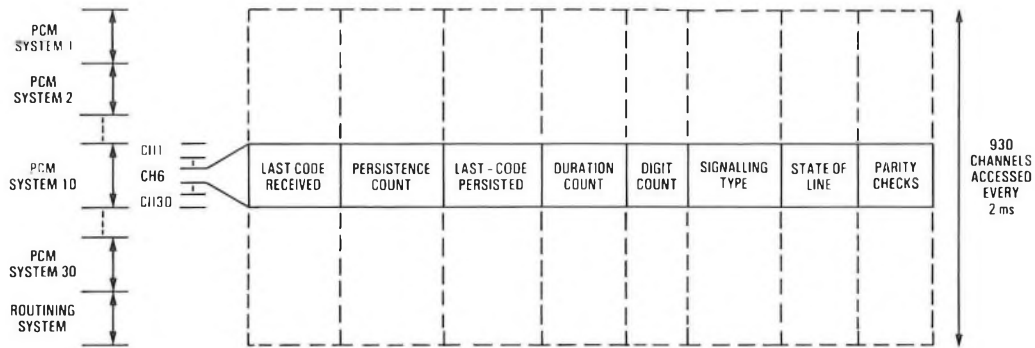 PCM
SYSTEM 1
PCM
SYSTEM 2
PCM
SYSTEM 10
PCM
SYSTEM 30
ROUTINING
SYSTEM
CH1
CH6
CH30
LAST CODE
RECEIVED
PERSISTENCE
COUNT
LAST - CODE
PERSISTED
DURATION
COUNT
DIGIT
COUNT
SIGNALLING
TYPE
STATE OF
LINE
PARITY
CHECKS
930
CHANNELS
ACCESSED
EVERY
2 ms